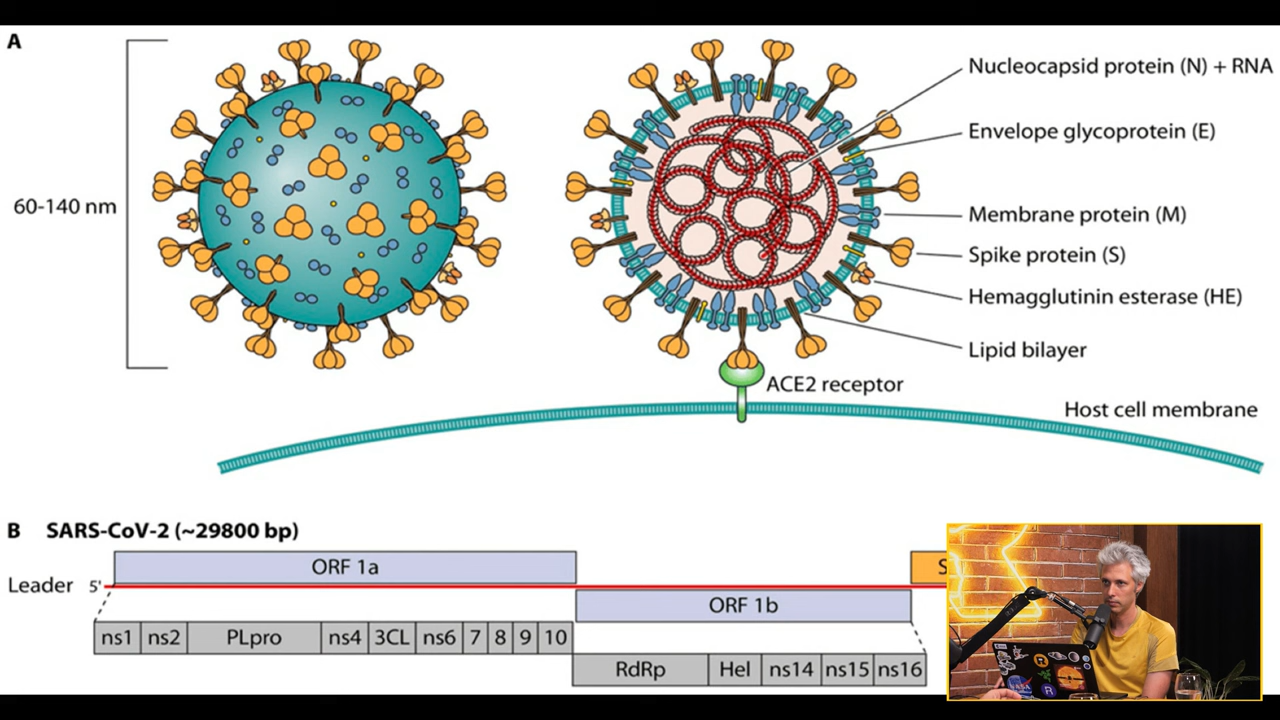 A
60-140 nm
Nucleocapsid protein (N) + RNA
Envelope glycoprotein (E)
Membrane protein (M)
Spike protein (S)
Hemagglutinin esterase (HE)
Lipid bilayer
ACE2 receptor
Host cell membrane
B SARS-CoV-2 (~29800 bp)
ORF 1a
S
Leader 5'
ORF 1b
ns1 ns2 PLpro ns4 3CL ns6 7 8 9 10
RdRp Hel ns14 ns15 ns16
NASA
R